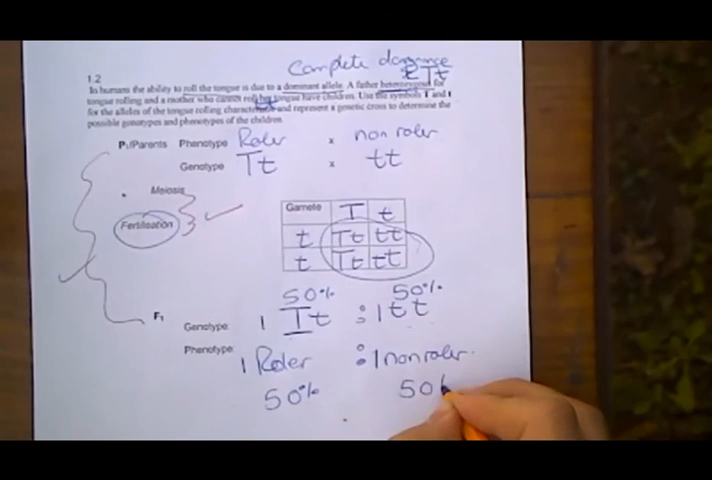 Complete domnance
1.2 Tt
In humans the ability to roll the tongue is due to a dominant allele. A father heterozygous for
tongue rolling and a mother who cannot roll her tongue have children. Use the symbols T and t
for the alleles of the tongue rolling characteristic and represent a genetic cross to determine the
possible genotypes and phenotypes of the children.
P₁/Parents Phenotype Roler x non roler
Genotype Tt x tt
Meiosis
Fertilisation
Gamete T t
t Tt tt
t Tt tt
50% 50%
F₁
Genotype: 1 Tt : 1 tt
Phenotype: 1 Roler : 1 non roler.
50% 50